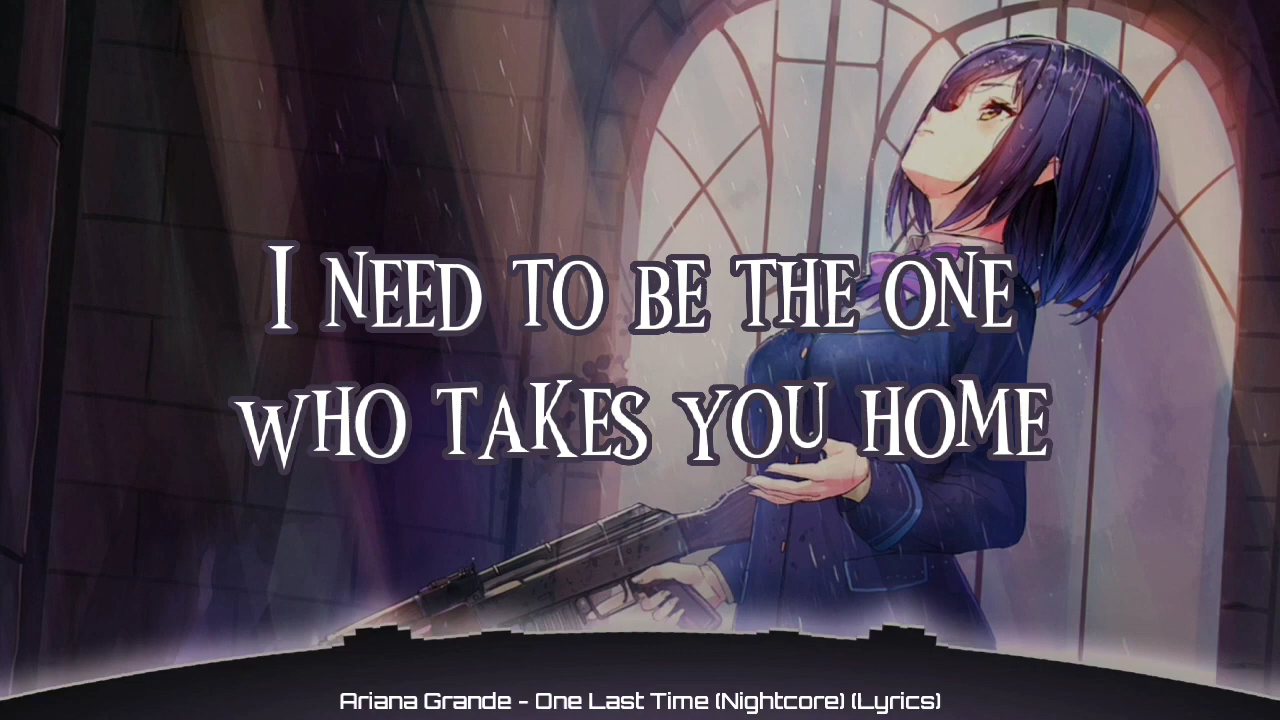 I NEED TO BE THE ONE
WHO TAKES YOU HOME
Ariana Grande - One Last Time (Nightcore) (Lyrics)